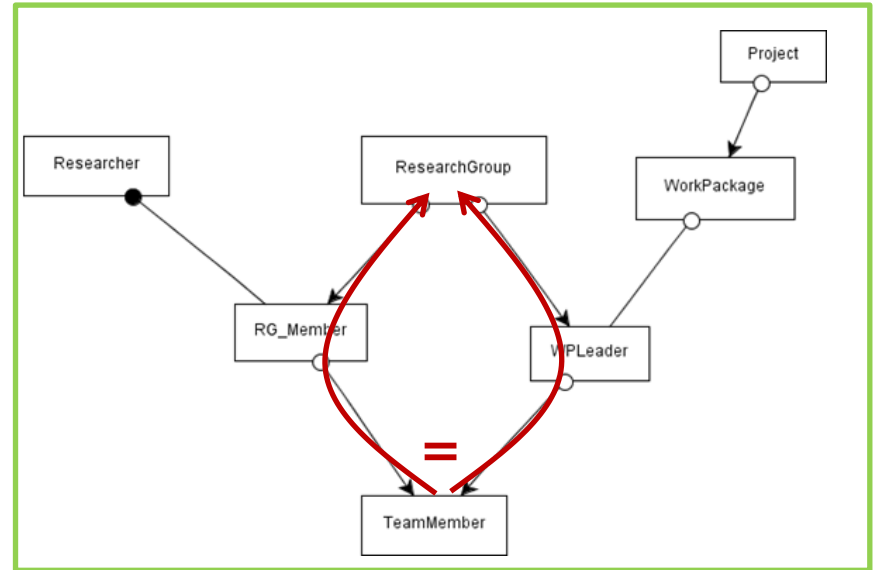 Project
Researcher
ResearchGroup
WorkPackage
RG_Member
WPLeader
=
TeamMember